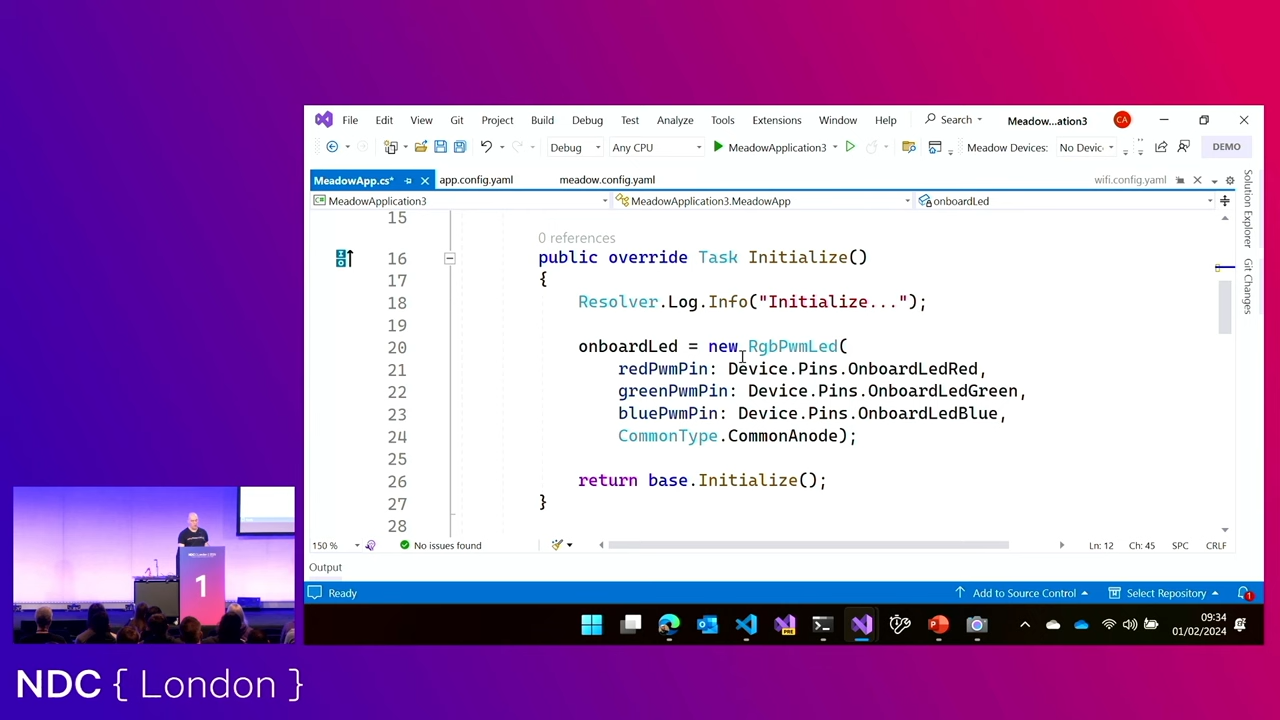 File Edit View Git Project Build Debug Test Analyze Tools Extensions Window Help Search Meadow...ation3 CA
Debug Any CPU MeadowApplication3 Meadow Devices: No Devic DEMO
MeadowApp.cs* app.config.yaml meadow.config.yaml wifi.config.yaml
MeadowApplication3 MeadowApplication3.MeadowApp onboardLed
15
0 references
16 public override Task Initialize()
17 {
18 Resolver.Log.Info("Initialize...");
19
20 onboardLed = new RgbPwmLed(
21 redPwmPin: Device.Pins.OnboardLedRed,
22 greenPwmPin: Device.Pins.OnboardLedGreen,
23 bluePwmPin: Device.Pins.OnboardLedBlue,
24 CommonType.CommonAnode);
25
26 return base.Initialize();
27 }
28
Solution Explorer
Git Changes
150 % No issues found Ln: 12 Ch: 45 SPC CRLF
Output
Ready Add to Source Control Select Repository 1
PRE
09:34
01/02/2024
1
NDC { London }